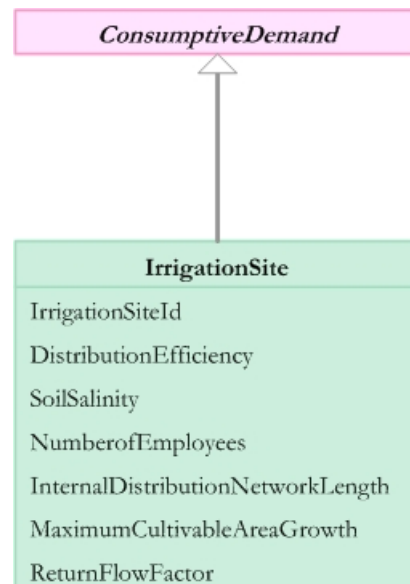 ConsumptiveDemand
IrrigationSite
IrrigationSiteId
DistributionEfficiency
SoilSalinity
NumberofEmployees
InternalDistributionNetworkLength
MaximumCultivableAreaGrowth
ReturnFlowFactor